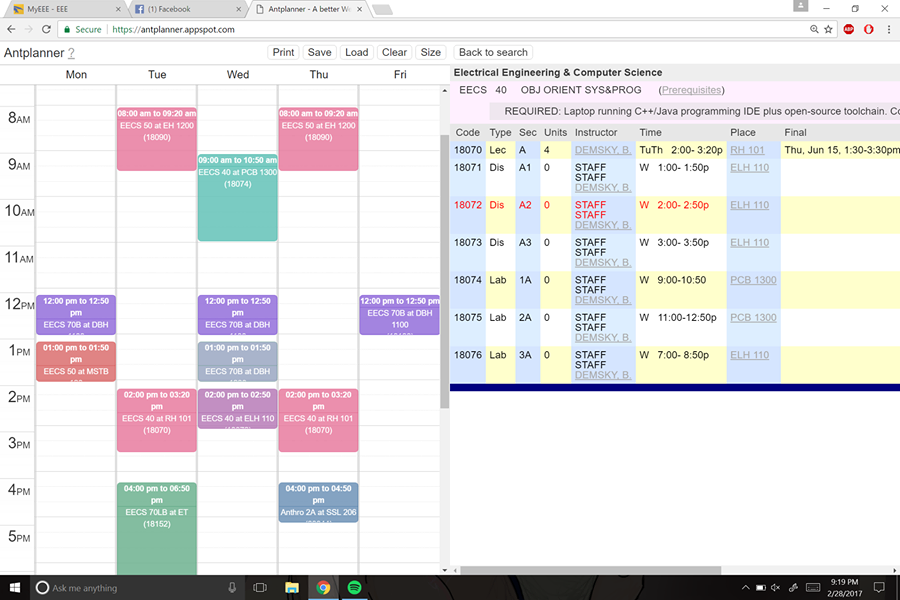 MyEEE - EEE
(1) Facebook
Antplanner - A better We
Secure
https://antplanner.appspot.com
ABP
Antplanner ?
Print
Save
Load
Clear
Size
Back to search
Mon
Tue
Wed
Thu
Fri
8AM
9AM
10AM
11AM
12PM
1PM
2PM
3PM
4PM
5PM
08:00 am to 09:20 am
EECS 50 at EH 1200
(18090)
08:00 am to 09:20 am
EECS 50 at EH 1200
(18090)
09:00 am to 10:50 am
EECS 40 at PCB 1300
(18074)
12:00 pm to 12:50
pm
EECS 70B at DBH
12:00 pm to 12:50
pm
EECS 70B at DBH
12:00 pm to 12:50 pm
EECS 70B at DBH
1100
01:00 pm to 01:50
pm
EECS 50 at MSTB
01:00 pm to 01:50
pm
EECS 70B at DBH
02:00 pm to 03:20
pm
EECS 40 at RH 101
(18070)
02:00 pm to 02:50
pm
EECS 40 at ELH 110
02:00 pm to 03:20
pm
EECS 40 at RH 101
(18070)
04:00 pm to 06:50
pm
EECS 70LB at ET
(18152)
04:00 pm to 04:50
pm
Anthro 2A at SSL 206
Electrical Engineering & Computer Science
EECS 40 OBJ ORIENT SYS&PROG (Prerequisites)
REQUIRED: Laptop running C++/Java programming IDE plus open-source toolchain. Co
Code Type Sec Units Instructor Time Place Final
18070 Lec A 4 DEMSKY, B. TuTh 2:00- 3:20p RH 101 Thu, Jun 15, 1:30-3:30pm
18071 Dis A1 0 STAFF W 1:00- 1:50p ELH 110
STAFF
DEMSKY, B.
18072 Dis A2 0 STAFF W 2:00- 2:50p ELH 110
STAFF
DEMSKY, B.
18073 Dis A3 0 STAFF W 3:00- 3:50p ELH 110
STAFF
DEMSKY, B.
18074 Lab 1A 0 STAFF W 9:00-10:50 PCB 1300
STAFF
DEMSKY, B.
18075 Lab 2A 0 STAFF W 11:00-12:50p PCB 1300
STAFF
DEMSKY, B.
18076 Lab 3A 0 STAFF W 7:00- 8:50p ELH 110
STAFF
DEMSKY, B.
Ask me anything
9:19 PM
2/28/2017